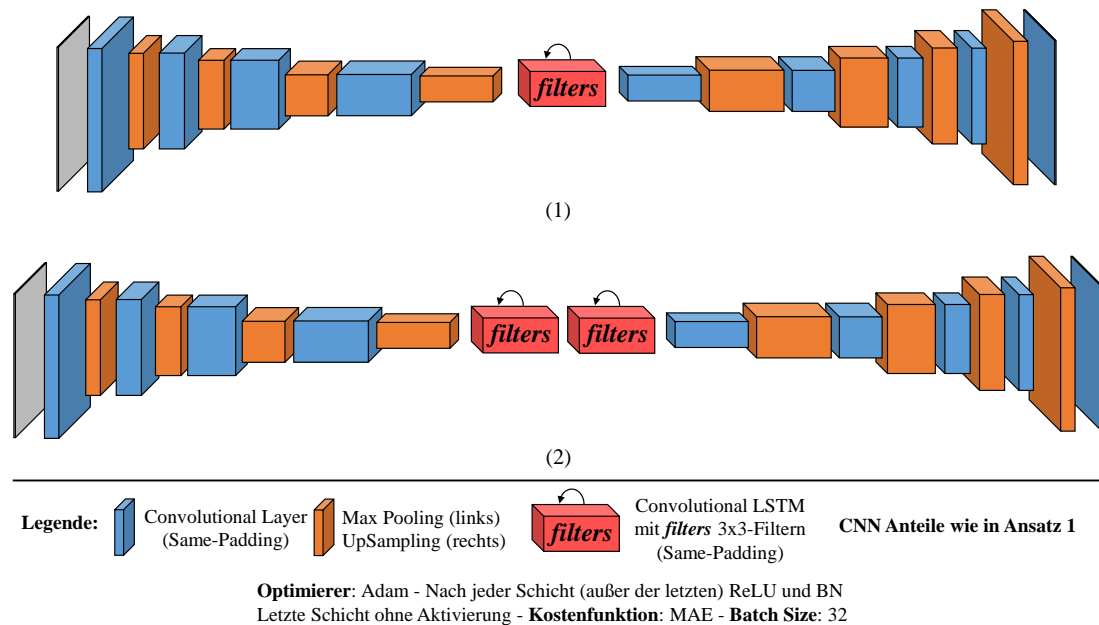 filters
(1)
filters filters
(2)
Legende:
Convolutional Layer
(Same-Padding)
Max Pooling (links)
UpSampling (rechts)
filters
Convolutional LSTM
mit filters 3x3-Filtern
(Same-Padding)
CNN Anteile wie in Ansatz 1
Optimierer: Adam - Nach jeder Schicht (außer der letzten) ReLU und BN
Letzte Schicht ohne Aktivierung - Kostenfunktion: MAE - Batch Size: 32